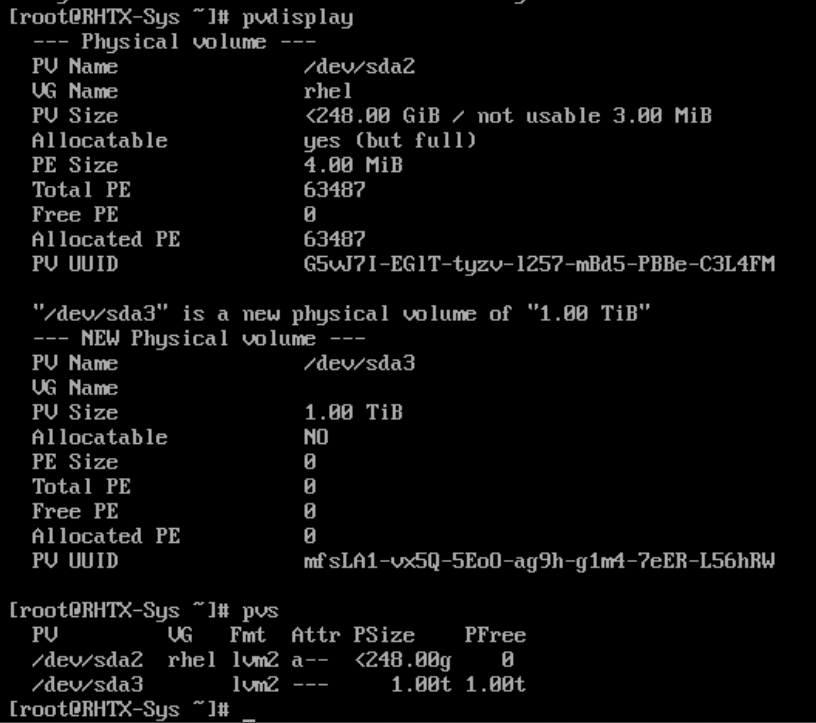 [root@RHTX-Sys ~]# pvdisplay
--- Physical volume ---
PV Name /dev/sda2
VG Name rhel
PV Size <248.00 GiB / not usable 3.00 MiB
Allocatable yes (but full)
PE Size 4.00 MiB
Total PE 63487
Free PE 0
Allocated PE 63487
PV UUID G5vJ7I-EGlT-tyzv-l257-mBd5-PBBe-C3L4FM
"/dev/sda3" is a new physical volume of "1.00 TiB"
--- NEW Physical volume ---
PV Name /dev/sda3
VG Name
PV Size 1.00 TiB
Allocatable NO
PE Size 0
Total PE 0
Free PE 0
Allocated PE 0
PV UUID mfsLA1-vx5Q-5EoO-ag9h-g1m4-7eER-L56hRW
[root@RHTX-Sys ~]# pvs
PV VG Fmt Attr PSize PFree
/dev/sda2 rhel lvm2 a-- <248.00g 0
/dev/sda3 lvm2 --- 1.00t 1.00t
[root@RHTX-Sys ~]# _